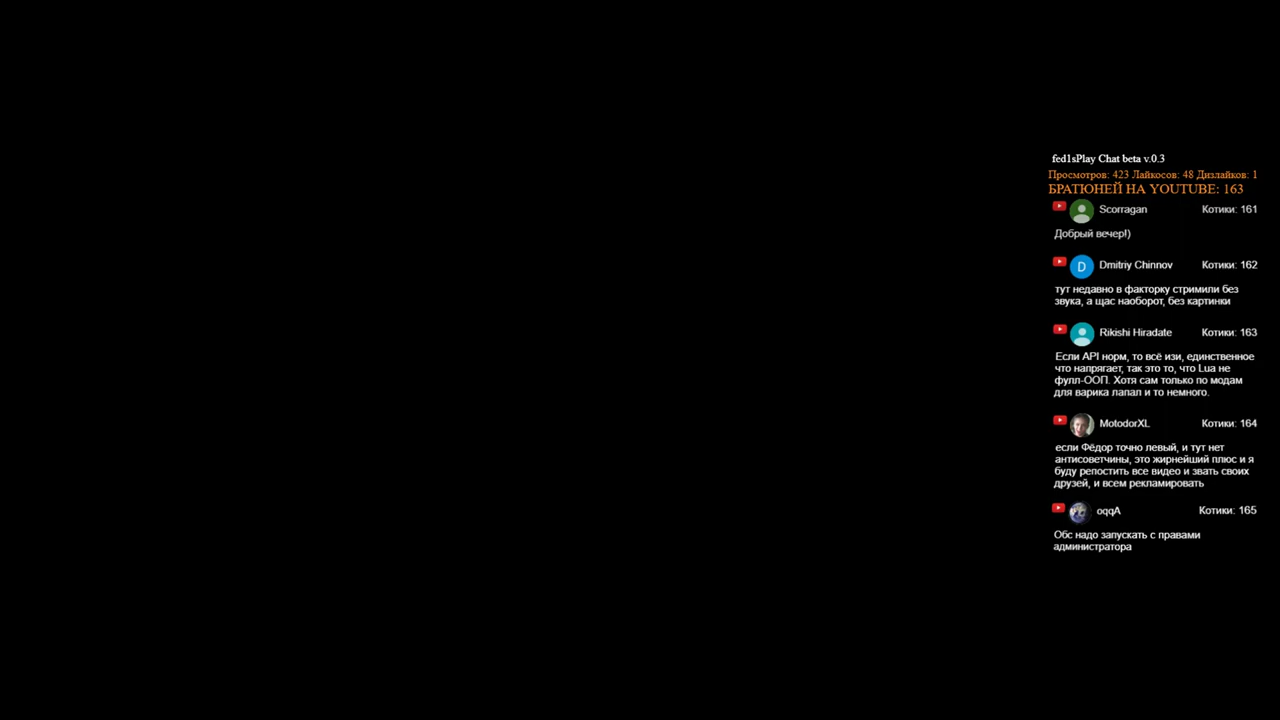 fed1sPlay Chat beta v.0.3
Просмотров: 423 Лайкосов: 48 Дизлайков: 1
БРАТЮНЕЙ НА YOUTUBE: 163
Scorragan Котики: 161
Добрый вечер!)
D Dmitriy Chinnov Котики: 162
тут недавно в факторку стримили без
звука, а щас наоборот, без картинки
Rikishi Hiradate Котики: 163
Если API норм, то всё изи, единственное
что напрягает, так это то, что Lua не
фулл-ООП. Хотя сам только по модам
для варика лапал и то немного.
MotodorXL Котики: 164
если Фёдор точно левый, и тут нет
антисоветчины, это жирнейший плюс и я
буду репостить все видео и звать своих
друзей, и всем рекламировать
oqqA Котики: 165
Обс надо запускать с правами
администратора